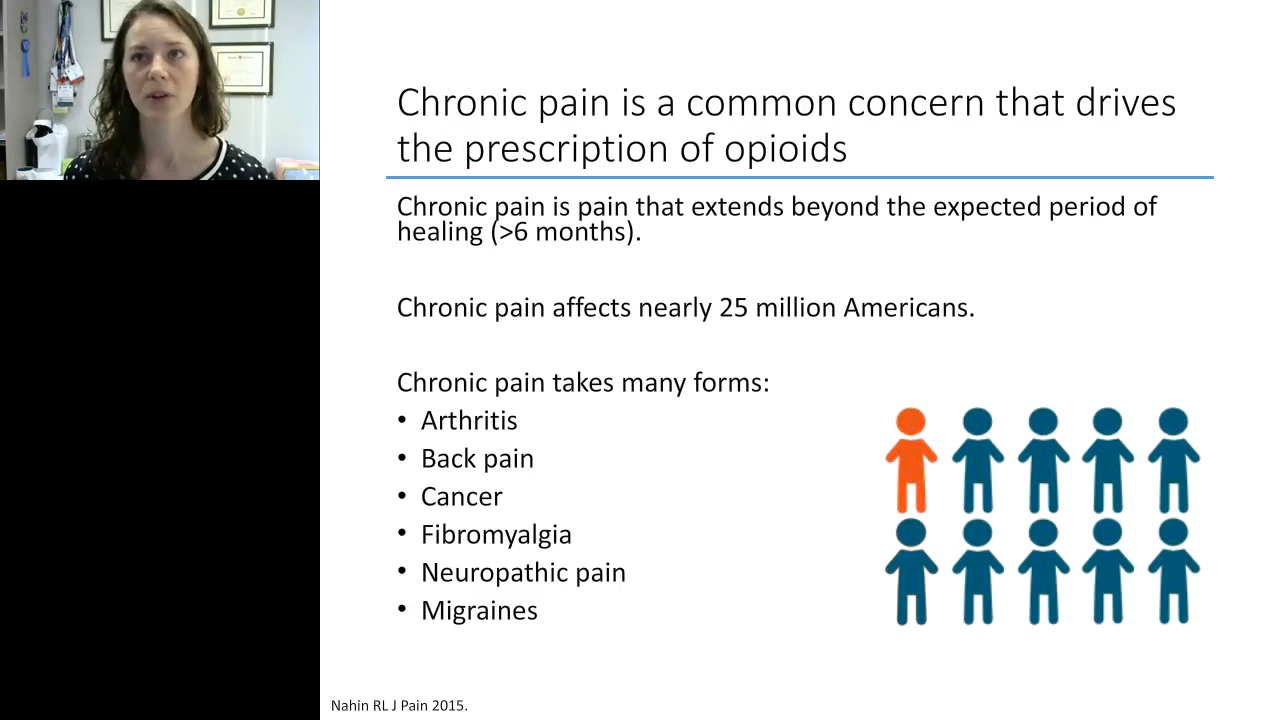 Chronic pain is a common concern that drives
the prescription of opioids
Chronic pain is pain that extends beyond the expected period of
healing (>6 months).
Chronic pain affects nearly 25 million Americans.
Chronic pain takes many forms:
• Arthritis
• Back pain
• Cancer
• Fibromyalgia
• Neuropathic pain
• Migraines
Nahin RL J Pain 2015.